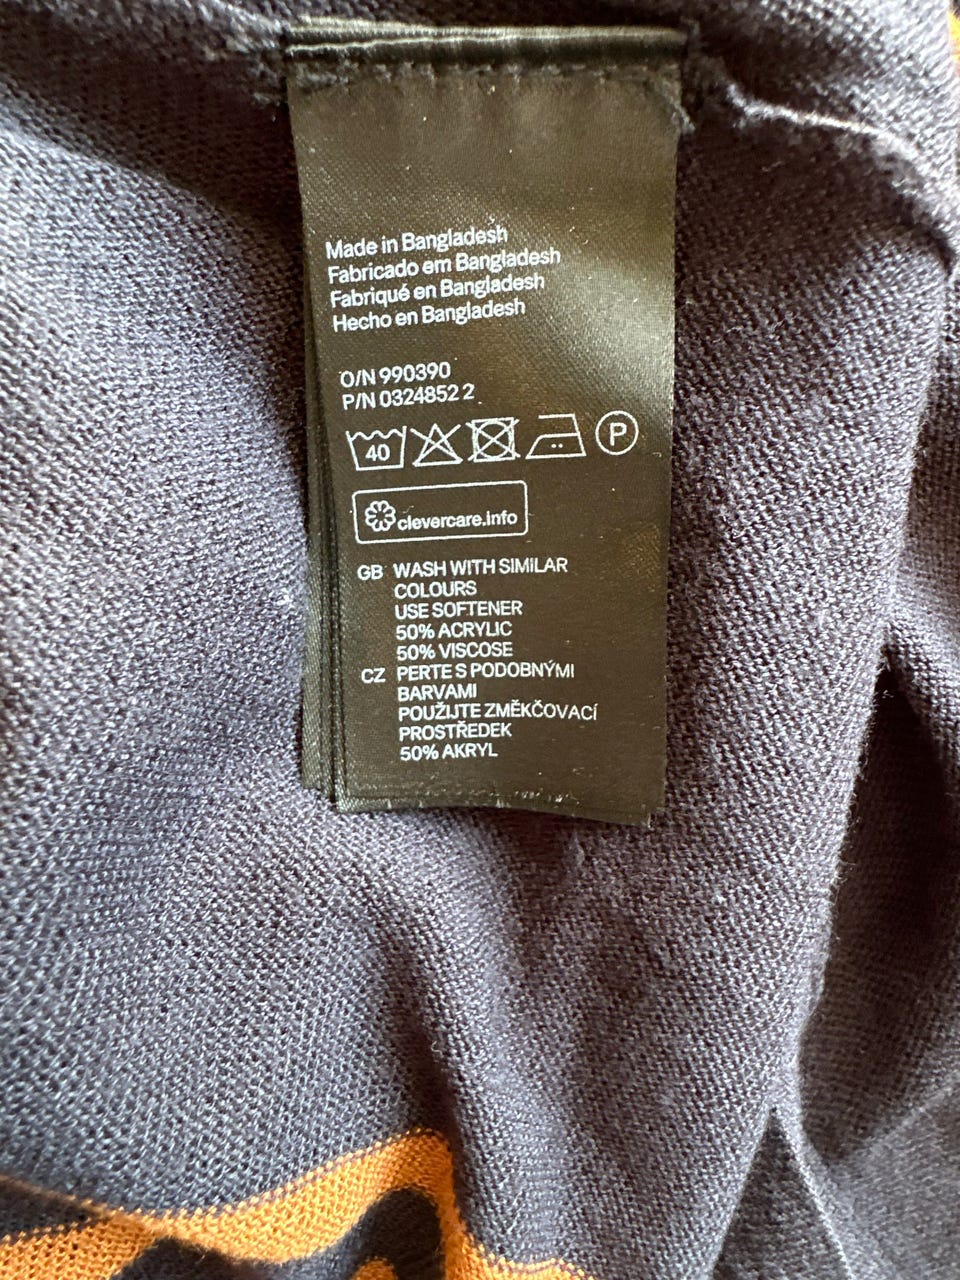 Made in Bangladesh
Fabricado em Bangladesh
Fabriqué en Bangladesh
Hecho en Bangladesh
O/N 990390
P/N 0324852 2
40 P
clevercare.info
GB WASH WITH SIMILAR
COLOURS
USE SOFTENER
50% ACRYLIC
50% VISCOSE
CZ PERTE S PODOBNÝMI
BARVAMI
POUŽIJTE ZMĚKČOVACÍ
PROSTŘEDEK
50% AKRYL